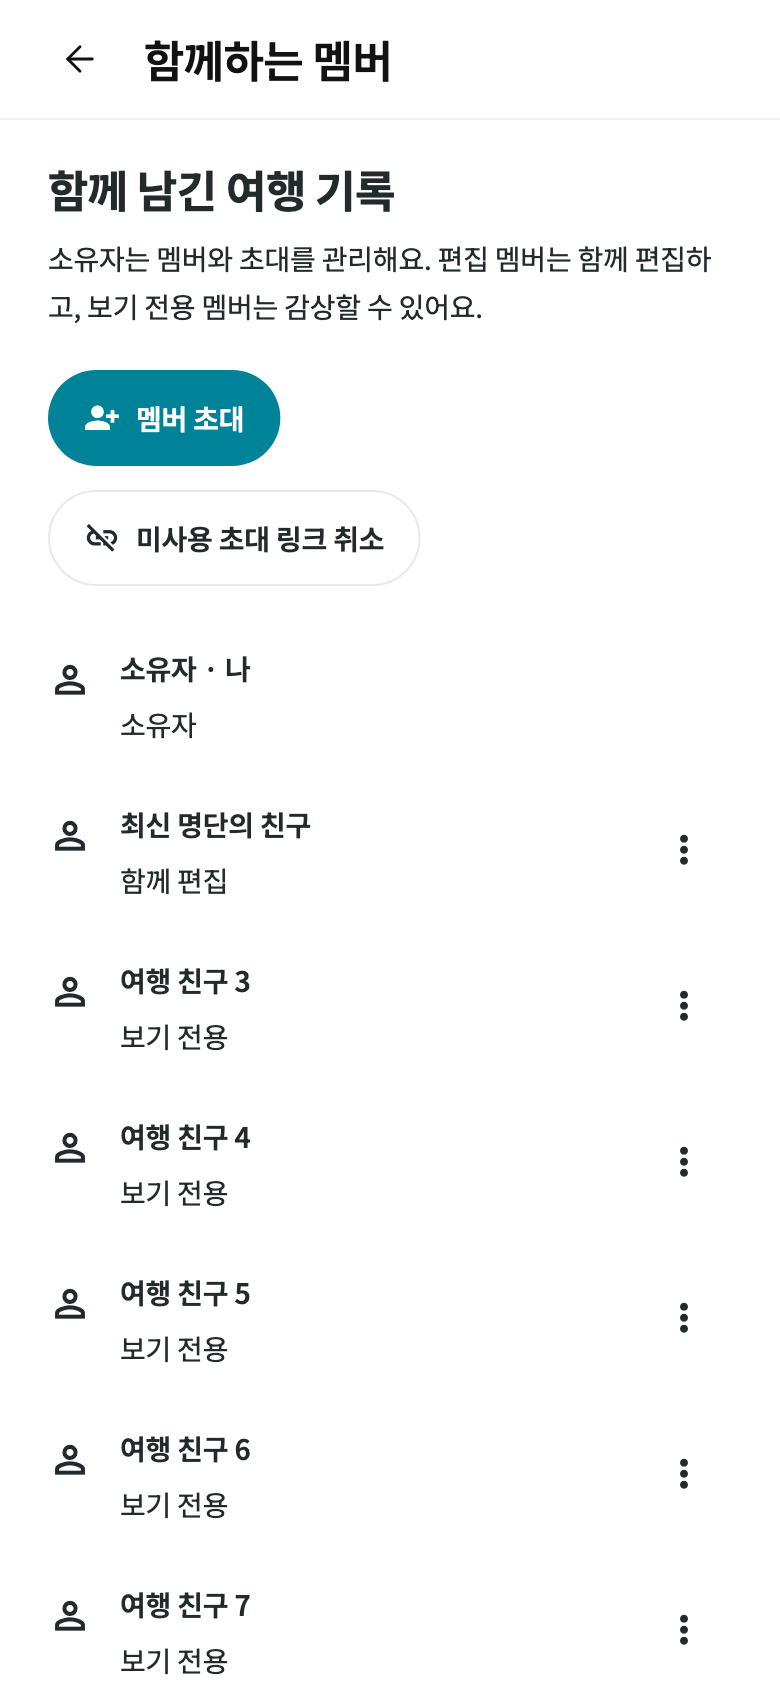 함께하는 멤버
함께 남긴 여행 기록
소유자는 멤버와 초대를 관리해요. 편집 멤버는 함께 편집하
고, 보기 전용 멤버는 감상할 수 있어요.
멤버 초대
미사용 초대 링크 취소
소유자 · 나
소유자
최신 명단의 친구
함께 편집
여행 친구 3
보기 전용
여행 친구 4
보기 전용
여행 친구 5
보기 전용
여행 친구 6
보기 전용
여행 친구 7
보기 전용